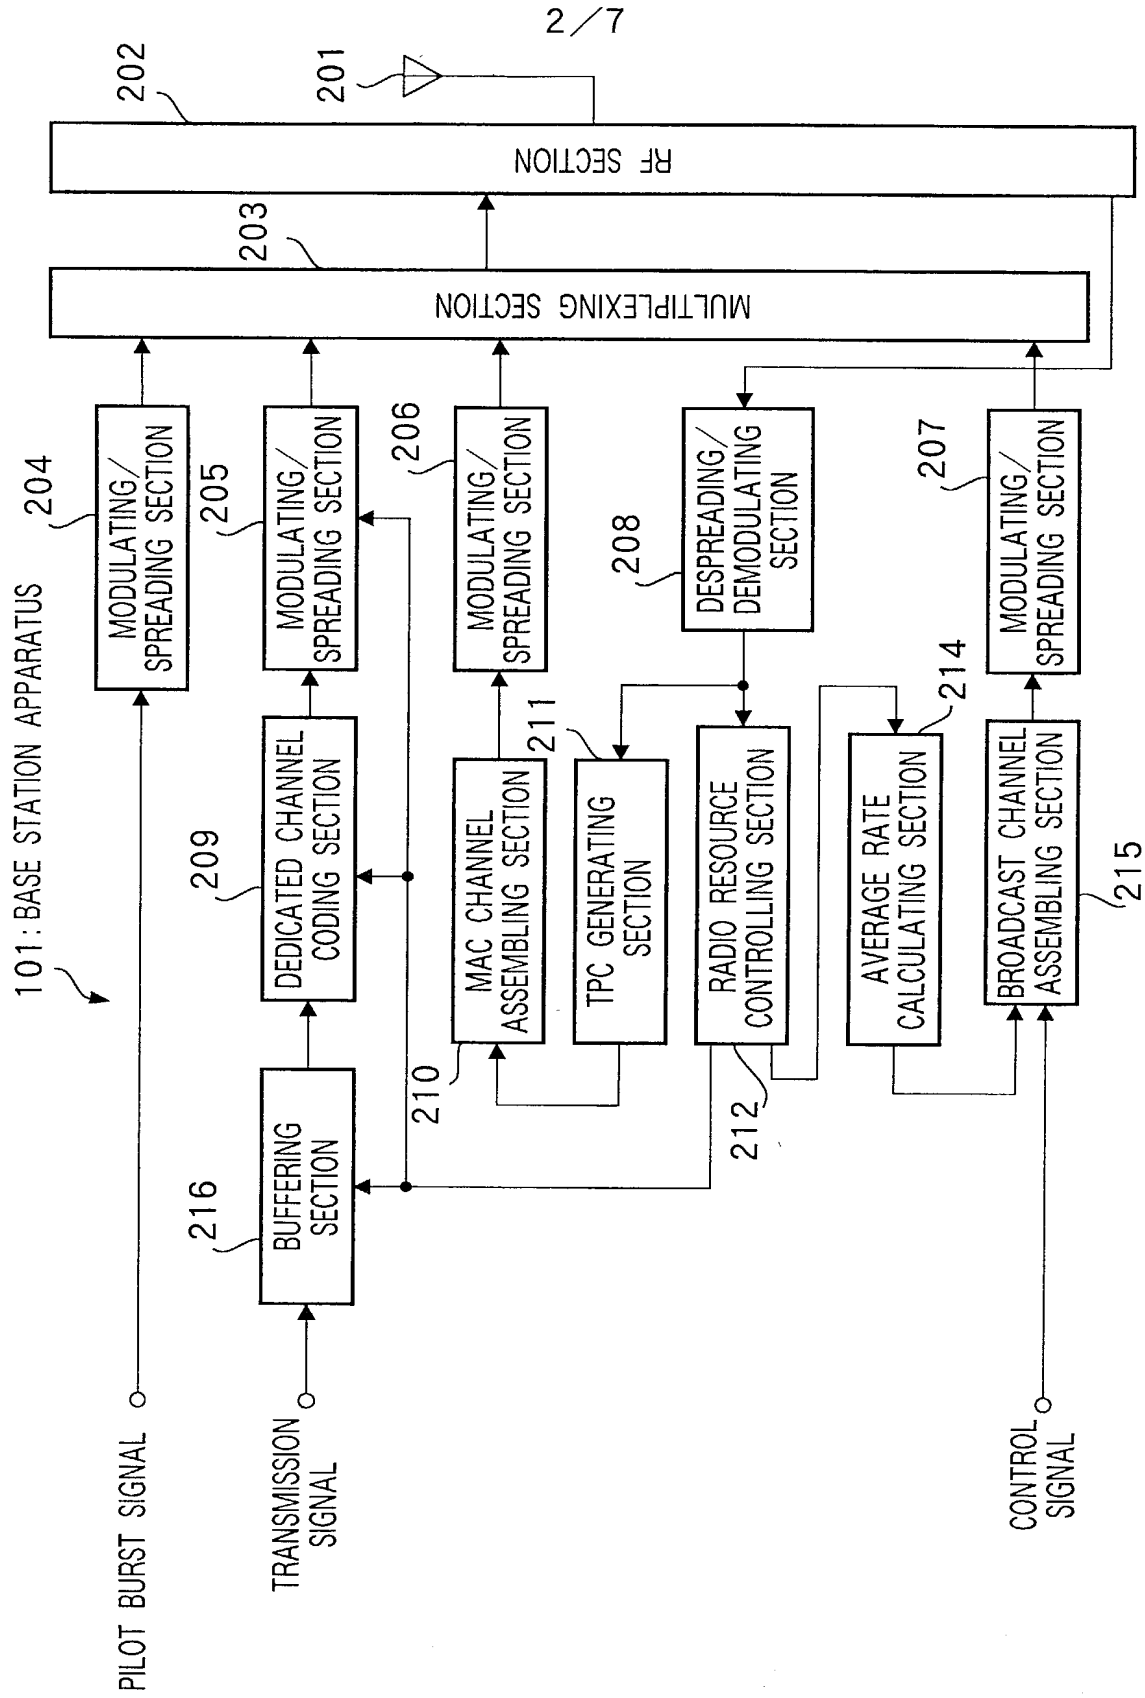 2/7
101:BASE STATION APPARATUS
PILOT BURST SIGNAL
204
MODULATING/
SPREADING SECTION
203
MULTIPLEXING SECTION
202
RF SECTION
201
TRANSMISSION
SIGNAL
216
BUFFERING
SECTION
209
DEDICATED CHANNEL
CODING SECTION
205
MODULATING/
SPREADING SECTION
210
MAC CHANNEL
ASSEMBLING SECTION
206
MODULATING/
SPREADING SECTION
211
TPC GENERATING
SECTION
208
DESPREADING/
DEMODULATING
SECTION
212
RADIO RESOURCE
CONTROLLING SECTION
214
AVERAGE RATE
CALCULATING SECTION
CONTROL
SIGNAL
215
BROADCAST CHANNEL
ASSEMBLING SECTION
207
MODULATING/
SPREADING SECTION